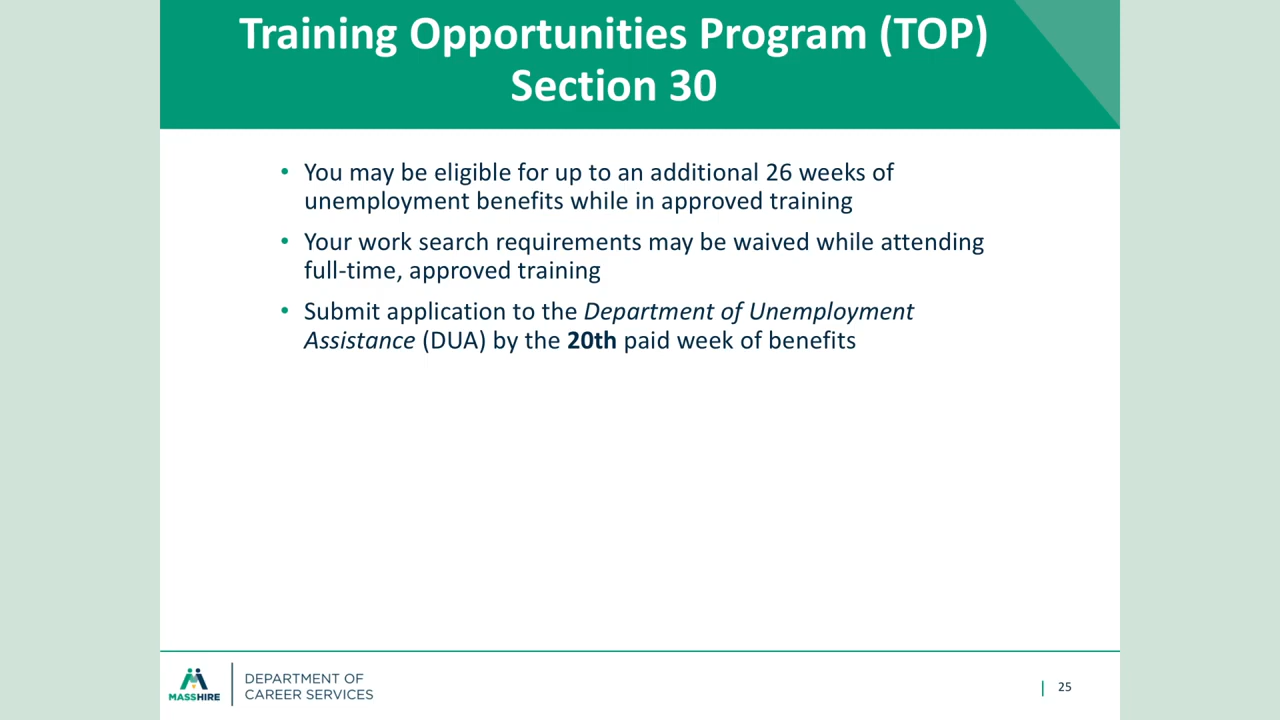 Training Opportunities Program (TOP)
Section 30
• You may be eligible for up to an additional 26 weeks of
unemployment benefits while in approved training
• Your work search requirements may be waived while attending
full-time, approved training
• Submit application to the Department of Unemployment
Assistance (DUA) by the 20th paid week of benefits
MASSHIRE
DEPARTMENT OF
CAREER SERVICES
| 25